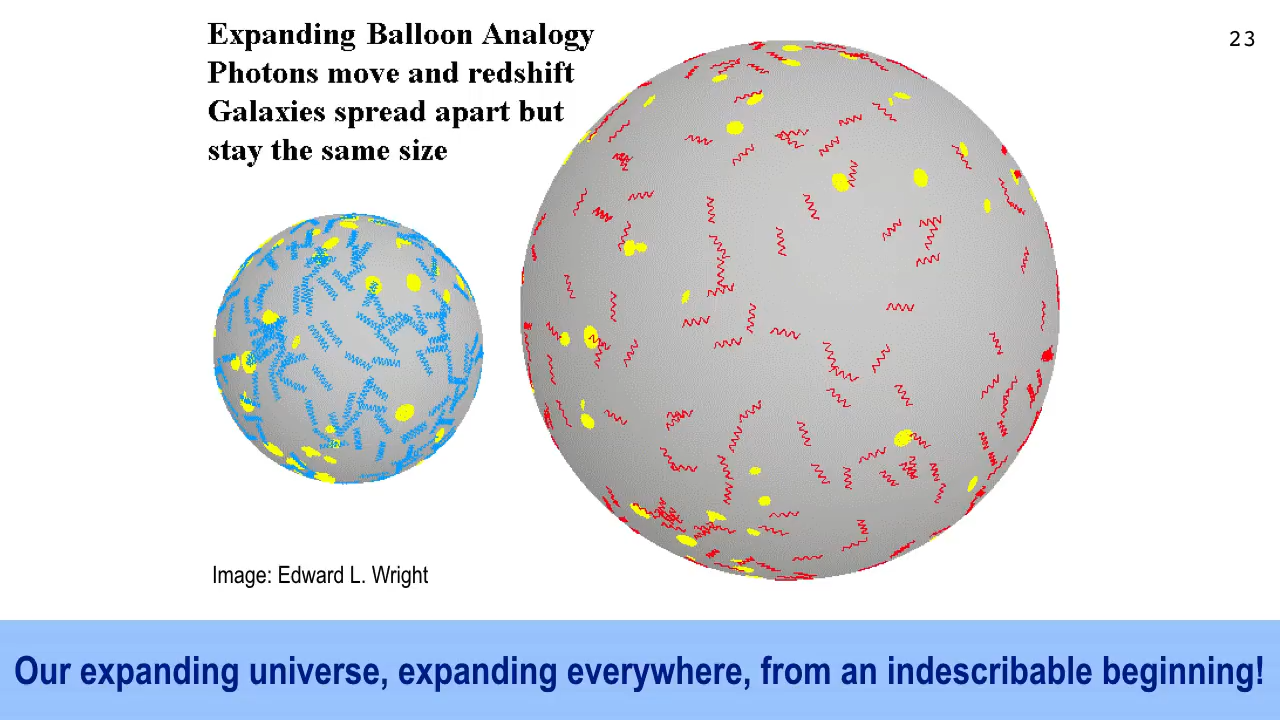 Expanding Balloon Analogy
Photons move and redshift
Galaxies spread apart but
stay the same size
23
Image: Edward L. Wright
Our expanding universe, expanding everywhere, from an indescribable beginning!